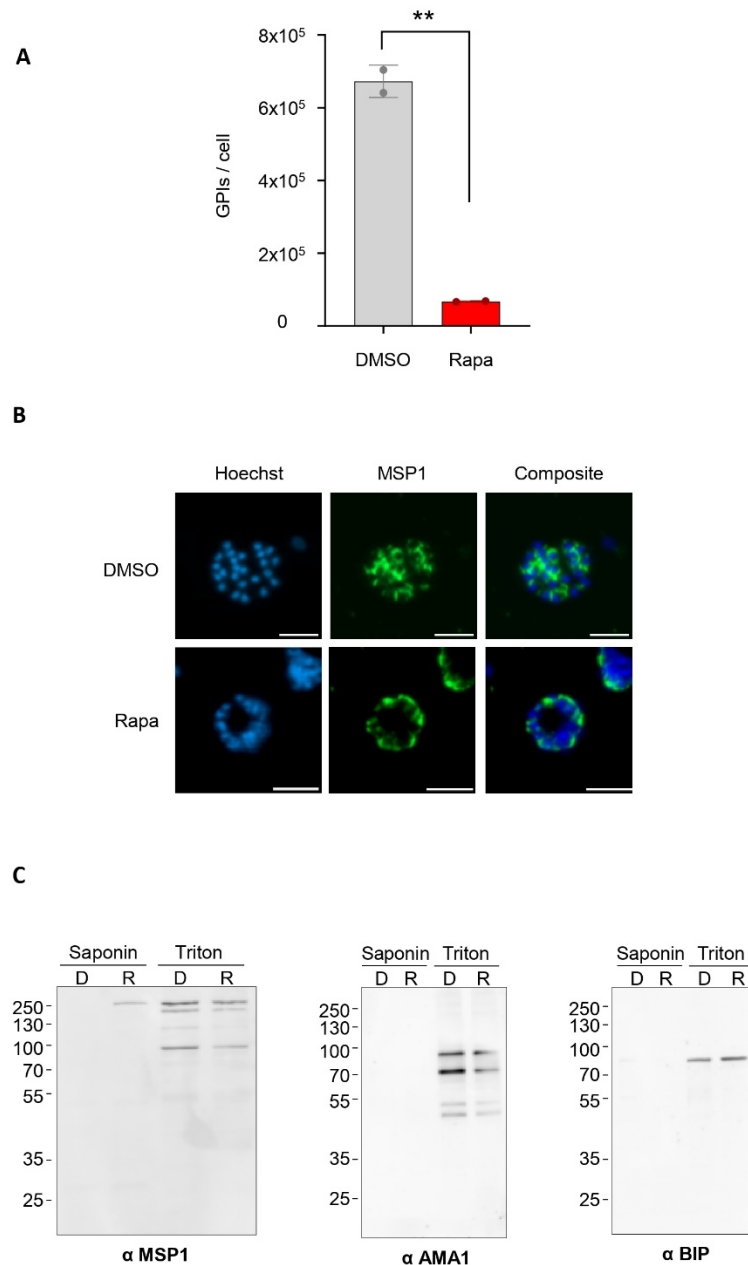 A
**
8x10⁵
6x10⁵
4x10⁵
2x10⁵
0
GPIs / cell
DMSO Rapa
B
Hoechst MSP1 Composite
DMSO
Rapa
C
Saponin Triton
D R D R
250
130
100
70
55
35
25
α MSP1
Saponin Triton
D R D R
250
130
100
70
55
35
25
α AMA1
Saponin Triton
D R D R
250
130
100
70
55
35
25
α BIP